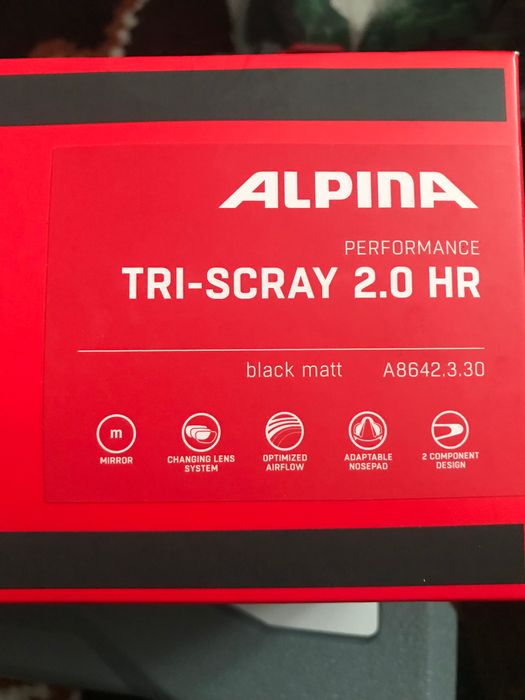 ALPINA
PERFORMANCE
TRI-SCRAY 2.0 HR
black matt A8642.3.30
m
MIRROR
CHANGING LENS
SYSTEM
OPTIMIZED
AIRFLOW
ADAPTABLE
NOSEPAD
2 COMPONENT
DESIGN